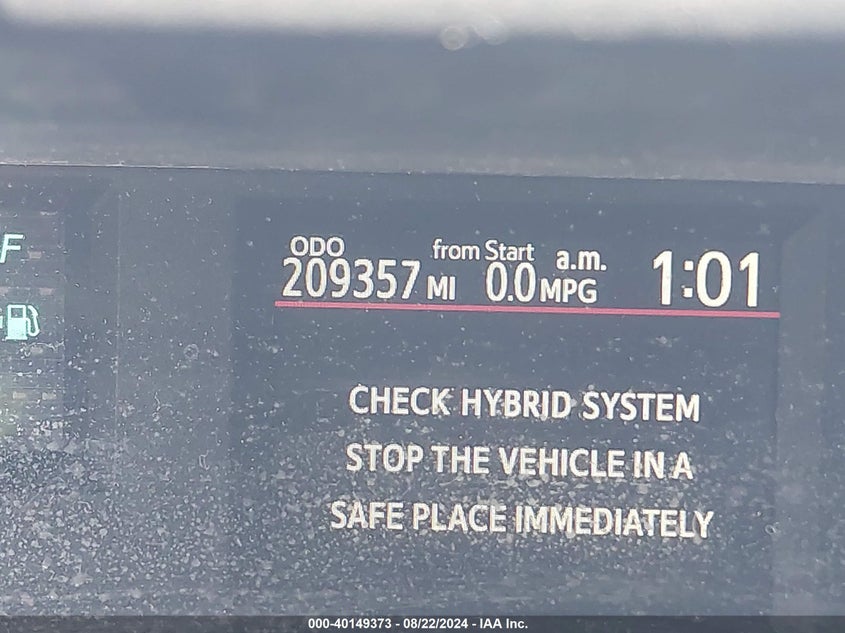 F
ODO from Start a.m. 1:01
209357 MI 0.0 MPG
CHECK HYBRID SYSTEM
STOP THE VEHICLE IN A
SAFE PLACE IMMEDIATELY
000-40149373 - 08/22/2024 - IAA Inc.